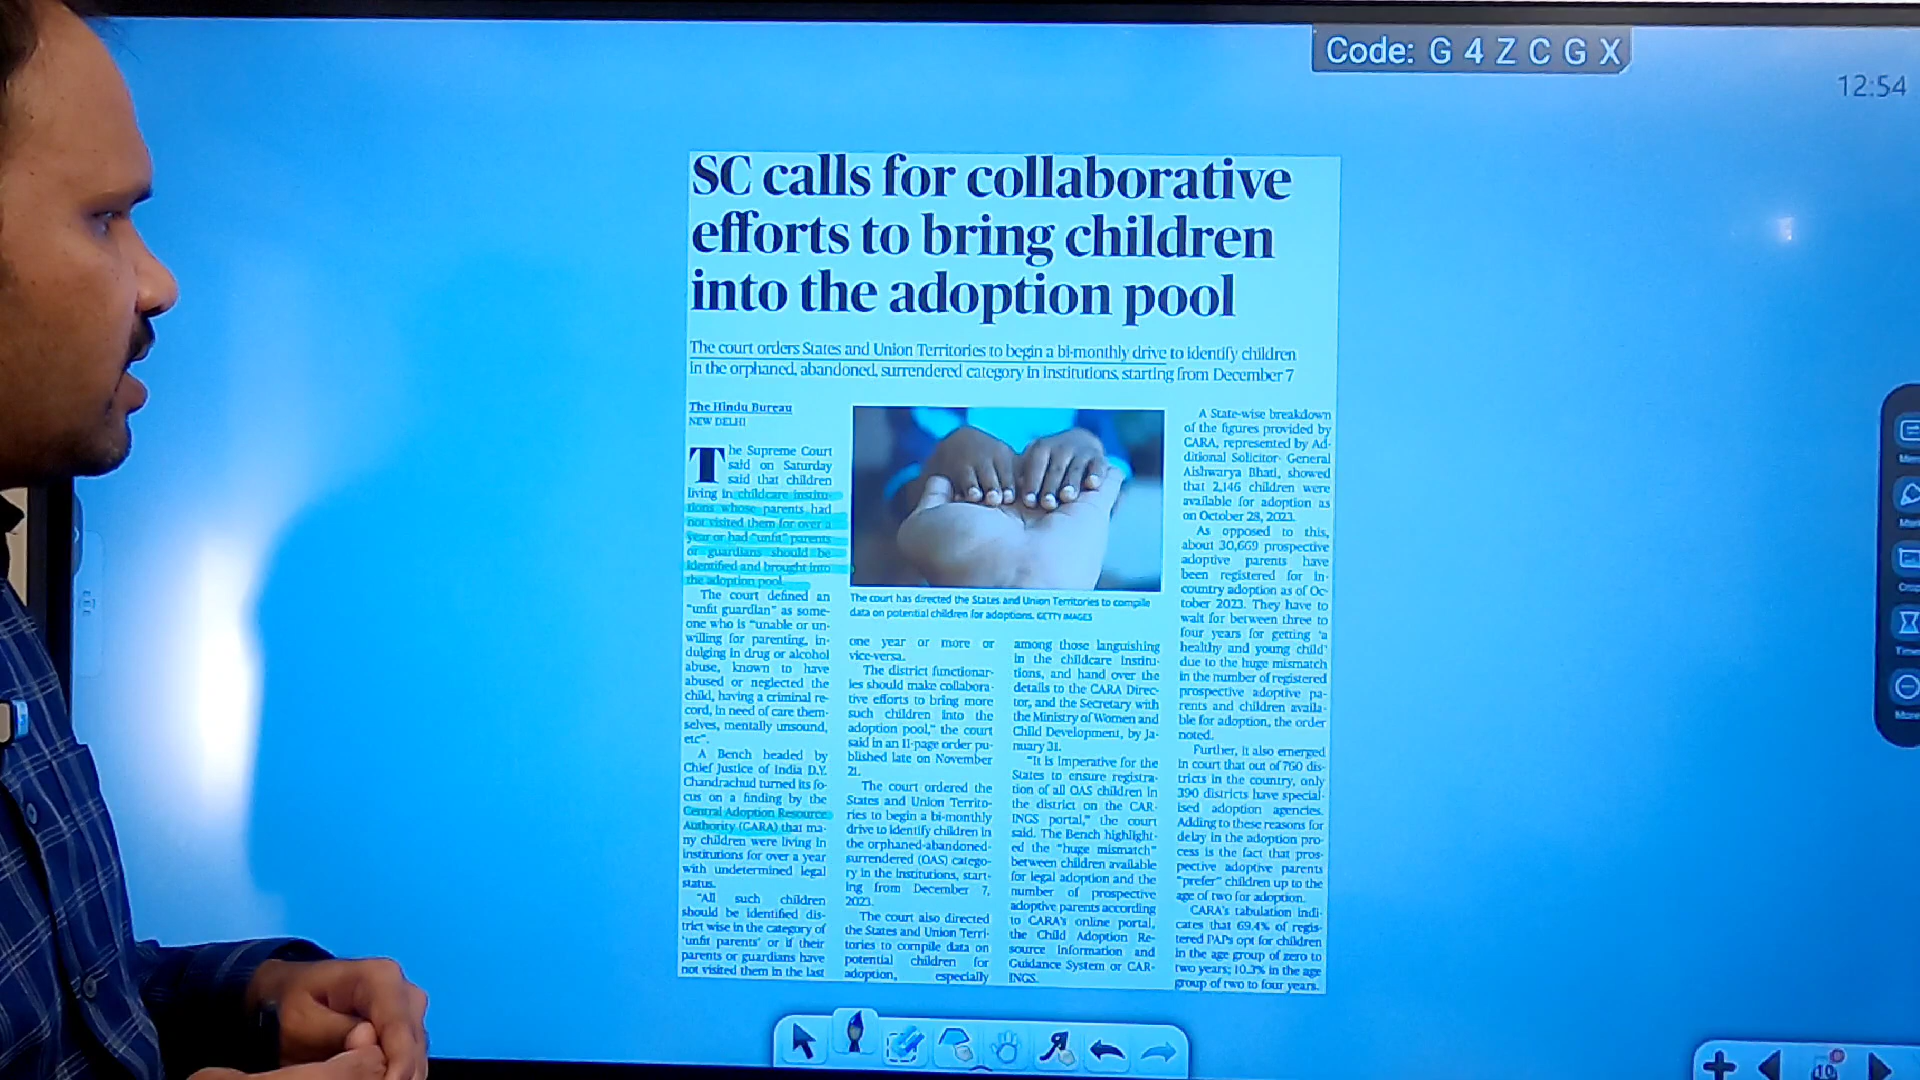 Code: G 4 Z C G X
12:54
SC calls for collaborative
efforts to bring children
into the adoption pool
The court orders States and Union Territories to begin a bi-monthly drive to identify children
in the orphaned, abandoned, surrendered category in institutions, starting from December 7
The Hindu Bureau
NEW DELHI
The Supreme Court
said on Saturday
said that children
living in childcare institu-
tions whose parents had
not visited them for over a
year or had "unfit" parents
or guardians should be
identified and brought into
the adoption pool.
The court defined an
"unfit guardian" as some-
one who is "unable or un-
willing for parenting, in-
dulging in drug or alcohol
abuse, known to have
abused or neglected the
child, having a criminal re-
cord, in need of care them-
selves, mentally unsound,
etc".
A Bench headed by
Chief Justice of India D.Y.
Chandrachud turned its fo-
cus on a finding by the
Central Adoption Resource
Authority (CARA) that ma-
ny children were living in
institutions for over a year
with undetermined legal
status.
"All such children
should be identified dis-
trict wise in the category of
'unfit parents' or if their
parents or guardians have
not visited them in the last
The court has directed the States and Union Territories to compile
data on potential children for adoptions. GETTY IMAGES
one year or more or
vice-versa.
The district functionar-
ies should make collabora-
tive efforts to bring more
such children into the
adoption pool," the court
said in an 11-page order pu-
blished late on November
21.
The court ordered the
States and Union Territo-
ries to begin a bi-monthly
drive to identify children in
the orphaned-abandoned-
surrendered (OAS) catego-
ry in the institutions, start-
ing from December 7,
2023.
The court also directed
the States and Union Terri-
tories to compile data on
potential children for
adoption, especially
among those languishing
in the childcare institu-
tions, and hand over the
details to the CARA Direc-
tor, and the Secretary with
the Ministry of Women and
Child Development, by Ja-
nuary 31.
"It is imperative for the
States to ensure registra-
tion of all OAS children in
the district on the CAR-
INGS portal," the court
said. The Bench highlight-
ed the "huge mismatch"
between children available
for legal adoption and the
number of prospective
adoptive parents according
to CARA's online portal,
the Child Adoption Re-
source Information and
Guidance System or CAR-
INGS.
A State-wise breakdown
of the figures provided by
CARA, represented by Ad-
ditional Solicitor- General
Aishwarya Bhati, showed
that 2,146 children were
available for adoption as
on October 28, 2023.
As opposed to this,
about 30,669 prospective
adoptive parents have
been registered for in-
country adoption as of Oc-
tober 2023. They have to
wait for between three to
four years for getting 'a
healthy and young child'
due to the huge mismatch
in the number of registered
prospective adoptive pa-
rents and children availa-
ble for adoption, the order
noted.
Further, it also emerged
in court that out of 760 dis-
tricts in the country, only
390 districts have special-
ised adoption agencies.
Adding to these reasons for
delay in the adoption pro-
cess is the fact that pros-
pective adoptive parents
"prefer" children up to the
age of two for adoption.
CARA's tabulation indi-
cates that 69.4% of regis-
tered PAPs opt for children
in the age group of zero to
two years; 10.3% in the age
group of two to four years.